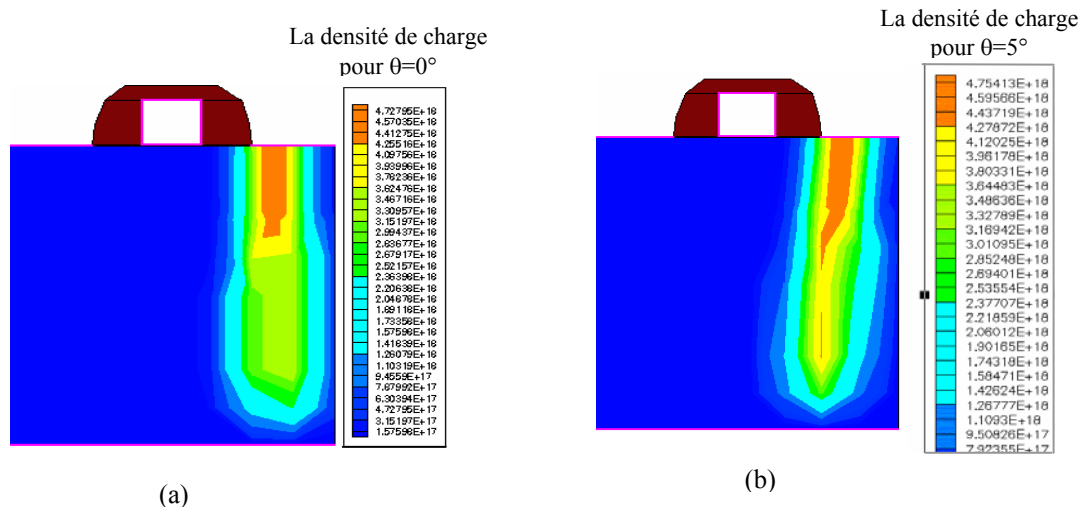 La densité de charge
pour θ=0°
4.72795E+18
4.57035E+18
4.41275E+18
4.25516E+18
4.09756E+18
3.93996E+18
3.78236E+18
3.62476E+18
3.46716E+18
3.30957E+18
3.15197E+18
2.99437E+18
2.83677E+18
2.67917E+18
2.52157E+18
2.36398E+18
2.20638E+18
2.04878E+18
1.89118E+18
1.73358E+18
1.57598E+18
1.41839E+18
1.26079E+18
1.10319E+18
9.4559E+17
7.87992E+17
6.30394E+17
4.72795E+17
3.15197E+17
1.57598E+17
(a)
La densité de charge
pour θ=5°
4.75413E+18
4.59566E+18
4.43719E+18
4.27872E+18
4.12025E+18
3.96178E+18
3.80331E+18
3.64483E+18
3.48636E+18
3.32789E+18
3.16942E+18
3.01095E+18
2.85248E+18
2.69401E+18
2.53554E+18
2.37707E+18
2.21859E+18
2.06012E+18
1.90165E+18
1.74318E+18
1.58471E+18
1.42624E+18
1.26777E+18
1.1093E+18
9.50826E+17
7.92355E+17
(b)